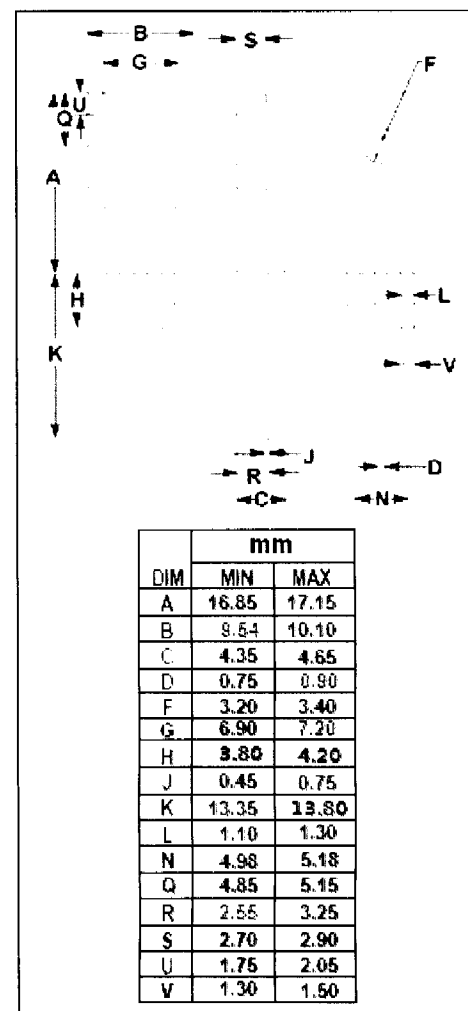 B S
G F
U
Q
A
H L
K V
J
R D
C N
mm
DIM MIN MAX
A 16.85 17.15
B 9.54 10.10
C 4.35 4.65
D 0.75 0.90
F 3.20 3.40
G 6.90 7.20
H 3.80 4.20
J 0.45 0.75
K 13.35 13.80
L 1.10 1.30
N 4.98 5.18
Q 4.85 5.15
R 2.55 3.25
S 2.70 2.90
U 1.75 2.05
V 1.30 1.50